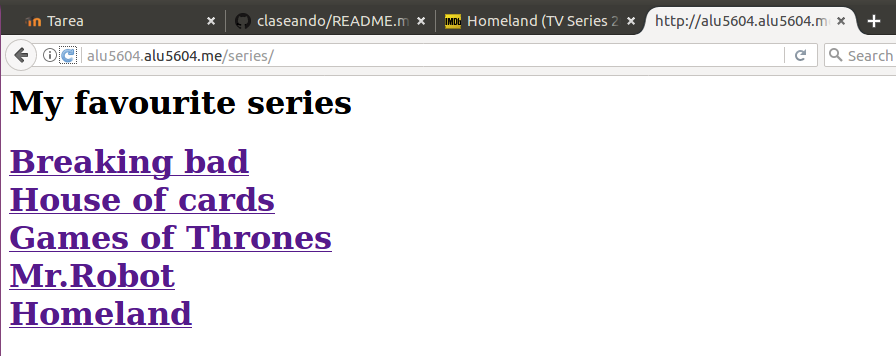 Tarea
claseando/README.m
Homeland (TV Series 2
http://alu5604.alu5604.m
alu5604.alu5604.me/series/
Search
My favourite series
Breaking bad
House of cards
Games of Thrones
Mr.Robot
Homeland